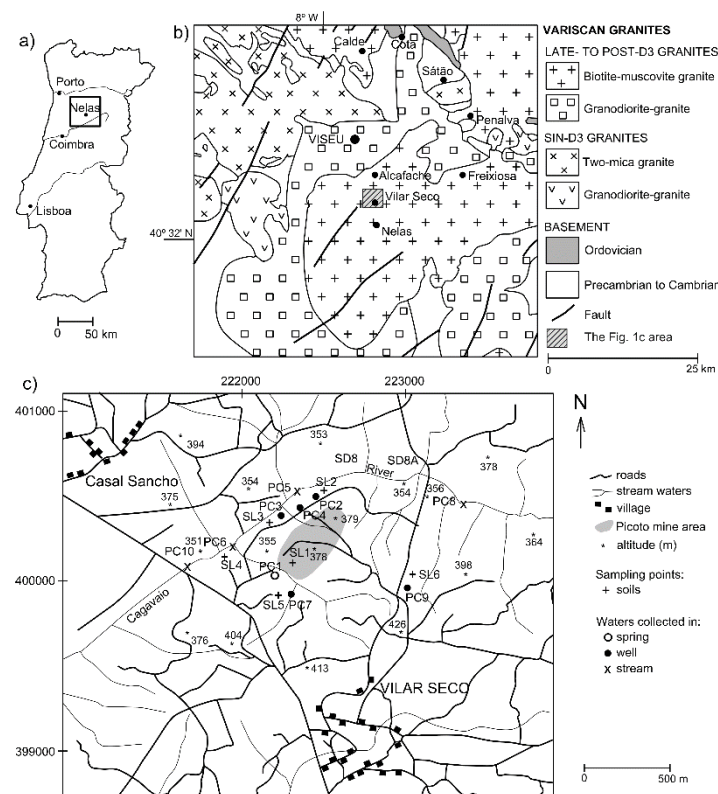 a)
Porto
Nelas
Coimbra
Lisboa
0 50 km
b)
8º W
Calde
Cota
Sátão
Penalva
VISEU
Alcafache
Freixiosa
Vilar Seco
40º 32' N
Nelas
VARISCAN GRANITES
LATE- TO POST-D3 GRANITES
Biotite-muscovite granite
Granodiorite-granite
SIN-D3 GRANITES
Two-mica granite
Granodiorite-granite
BASEMENT
Ordovician
Precambrian to Cambrian
Fault
The Fig. 1c area
0 25 km
c)
222000 223000
401000
400000
399000
394
353
SD8 SD8A
River
378
Casal Sancho
375
354
PC5
SL2
354
356
PC8
PC3
PC2
PC4
379
SL3
351
PC6
355
SL1
378
364
PC10
SL4
PC1
SL6
398
Cagavaio
SL5
PC7
PC9
376
404
426
413
VILAR SECO
N
roads
stream waters
village
Picoto mine area
altitude (m)
Sampling points:
soils
Waters collected in:
spring
well
stream
0 500 m